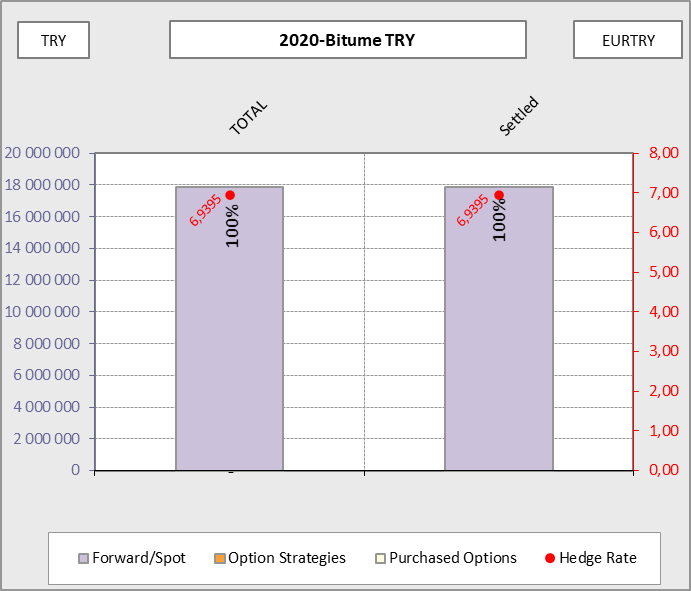 TRY
2020-Bitume TRY
EURTRY
TOTAL
Settled
20 000 000
18 000 000
16 000 000
14 000 000
12 000 000
10 000 000
8 000 000
6 000 000
4 000 000
2 000 000
0
6,9395
100%
6,9395
100%
-
8,00
7,00
6,00
5,00
4,00
3,00
2,00
1,00
0,00
Forward/Spot
Option Strategies
Purchased Options
Hedge Rate